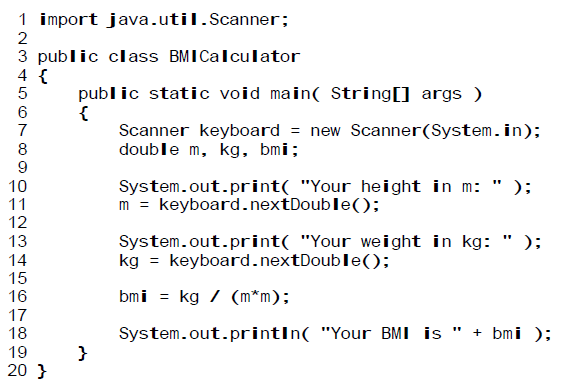 1 import java.util.Scanner;
2
3 public class BMICalculator
4 {
5     public static void main( String[] args )
6     {
7         Scanner keyboard = new Scanner(System.in);
8         double m, kg, bmi;
9
10         System.out.print( "Your height in m: " );
11         m = keyboard.nextDouble();
12
13         System.out.print( "Your weight in kg: " );
14         kg = keyboard.nextDouble();
15
16         bmi = kg / (m*m);
17
18         System.out.println( "Your BMI is " + bmi );
19     }
20 }